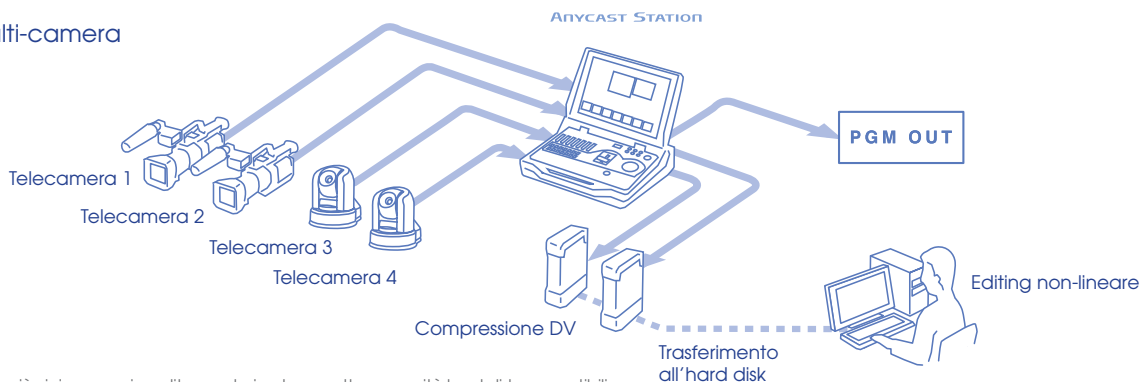 ANYCAST STATION
lti-camera
PGM OUT
Telecamera 1
Telecamera 2
Telecamera 3
Telecamera 4
Editing non-lineare
Compressione DV
Trasferimento
all'hard disk